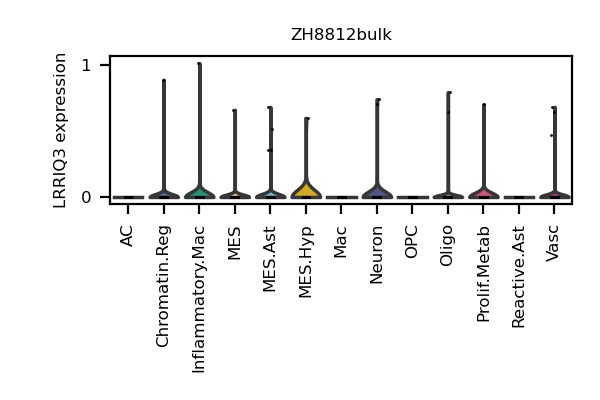 ZH8812bulk
LRRIQ3 expression
1
0
AC
Chromatin.Reg
Inflammatory.Mac
MES
MES.Ast
MES.Hyp
Mac
Neuron
OPC
Oligo
Prolif.Metab
Reactive.Ast
Vasc